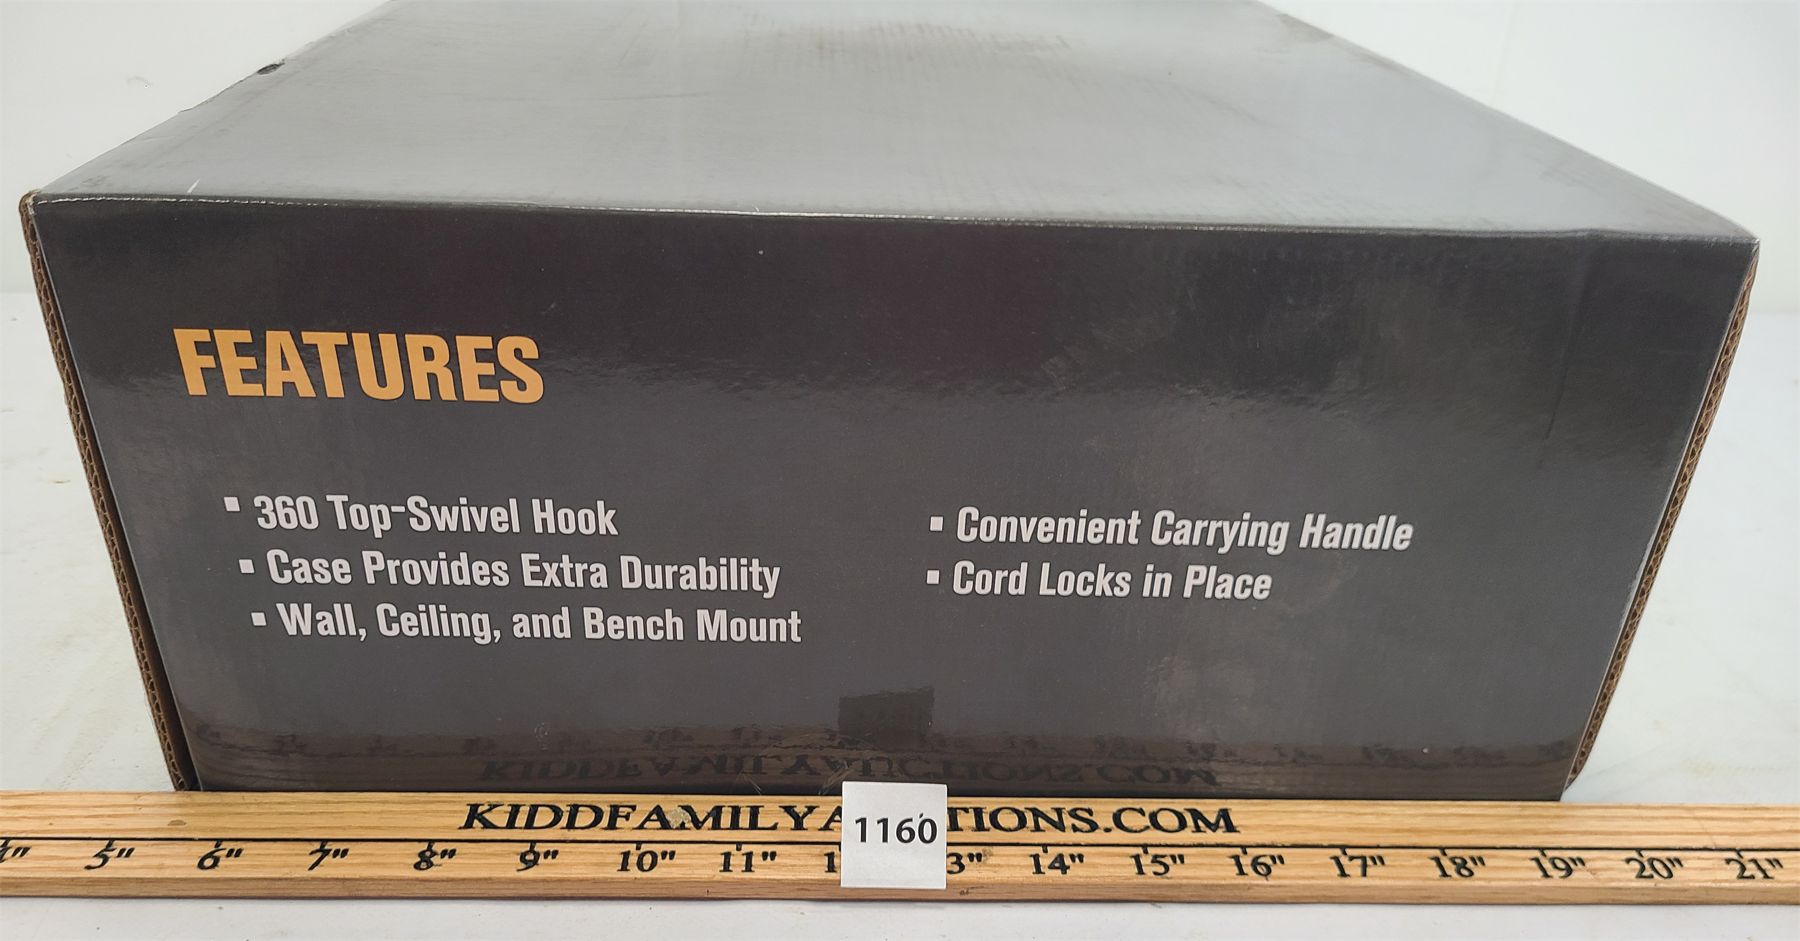 FEATURES
▪ 360 Top-Swivel Hook
▪ Case Provides Extra Durability
▪ Wall, Ceiling, and Bench Mount
▪ Convenient Carrying Handle
▪ Cord Locks in Place
KIDDFAMILYA TIONS.COM
1160
5" 6" 7" 8" 9" 10" 11" 1 3" 14" 15" 16" 17" 18" 19" 20" 21"